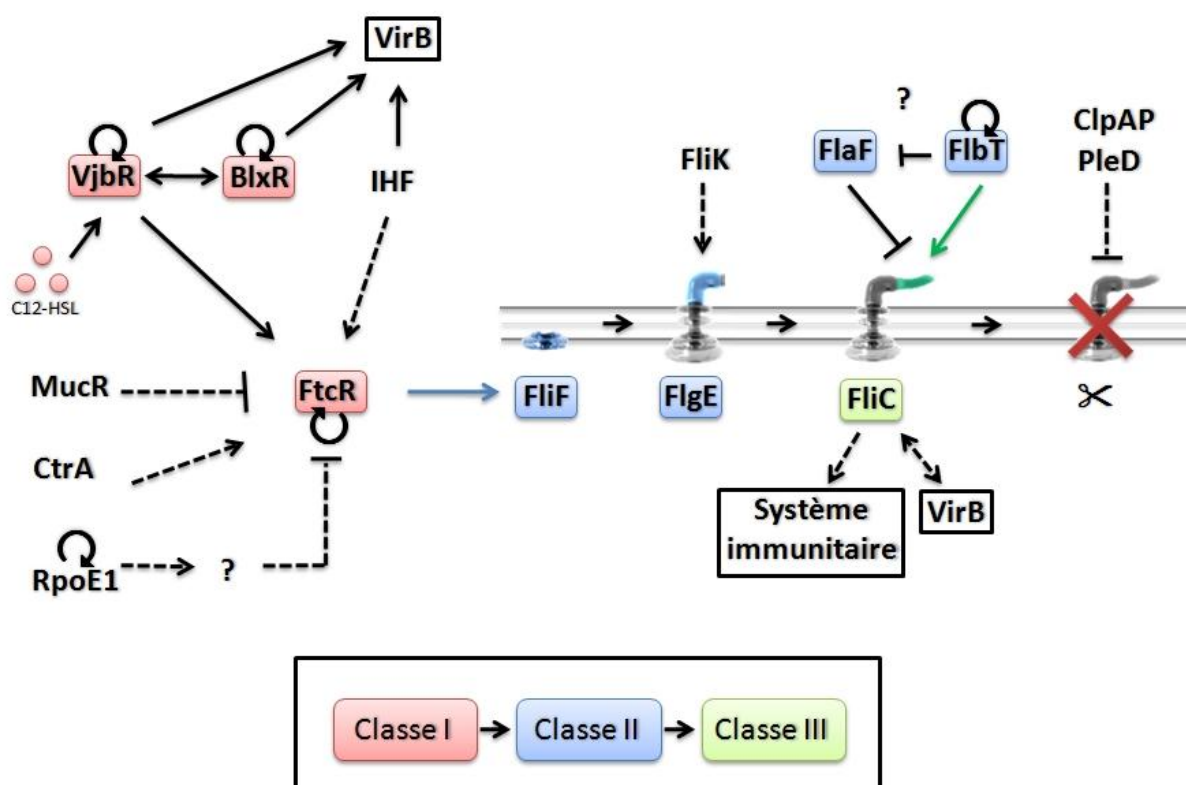 VirB
?
ClpAP
PleD
FlaF
FlbT
FliK
VjbR
BlxR
IHF
C12-HSL
MucR
FtcR
FliF
FlgE
FliC
CtrA
Système
immunitaire
VirB
RpoE1
?
Classe I
Classe II
Classe III